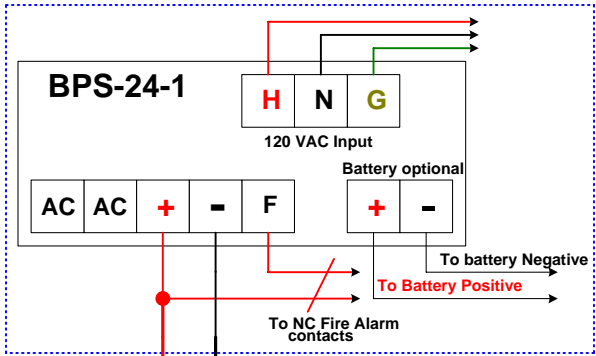 BPS-24-1
H N G
120 VAC Input
Battery optional
AC AC + - F
+ -
To battery Negative
To Battery Positive
To NC Fire Alarm
contacts